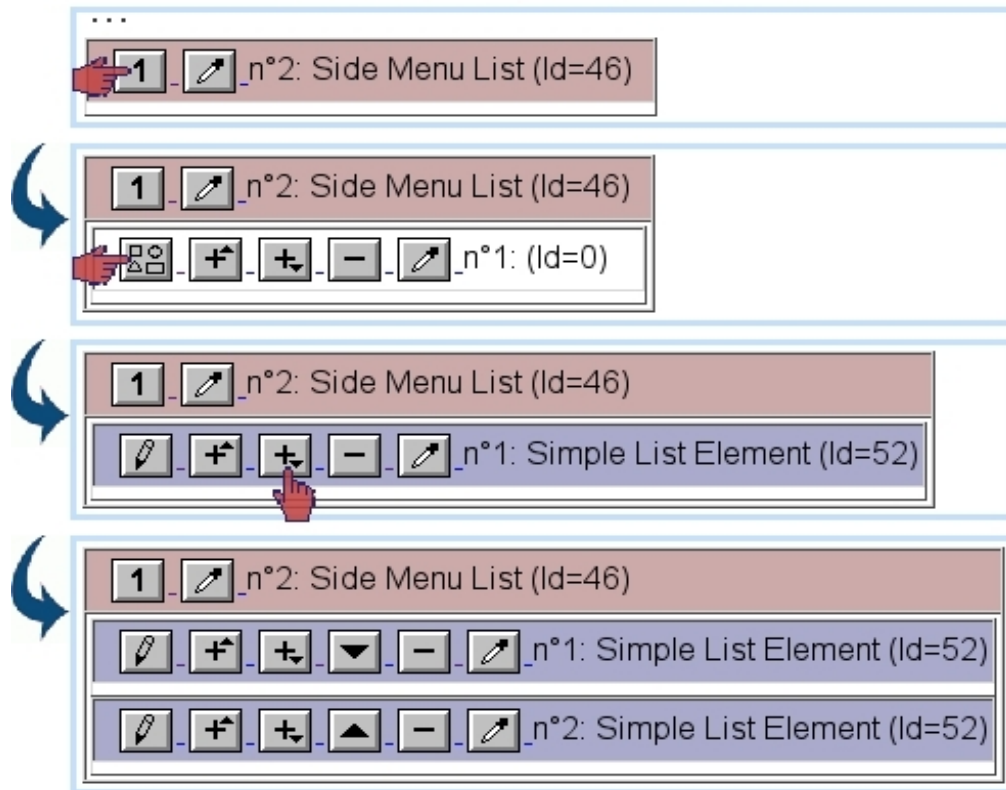 ...
1 n°2: Side Menu List (Id=46)
1 n°2: Side Menu List (Id=46)
n°1: (Id=0)
1 n°2: Side Menu List (Id=46)
n°1: Simple List Element (Id=52)
1 n°2: Side Menu List (Id=46)
n°1: Simple List Element (Id=52)
n°2: Simple List Element (Id=52)